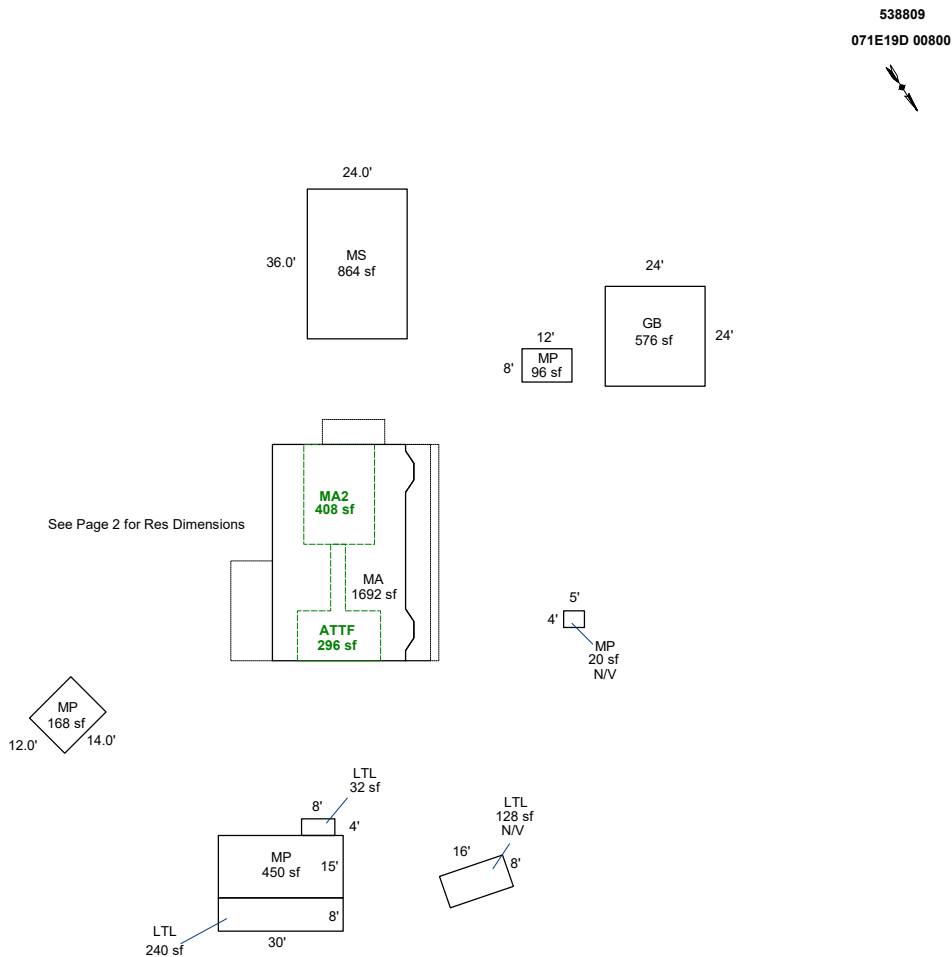 538809
071E19D 00800
24.0'
36.0'
MS
864 sf
24'
GB
576 sf
24'
12'
8'
MP
96 sf
MA2
408 sf
See Page 2 for Res Dimensions
MA
1692 sf
ATTF
296 sf
5'
4'
MP
20 sf
N/V
MP
168 sf
12.0'
14.0'
LTL
32 sf
8'
4'
MP
450 sf
15'
8'
LTL
240 sf
30'
LTL
128 sf
N/V
16'
8'